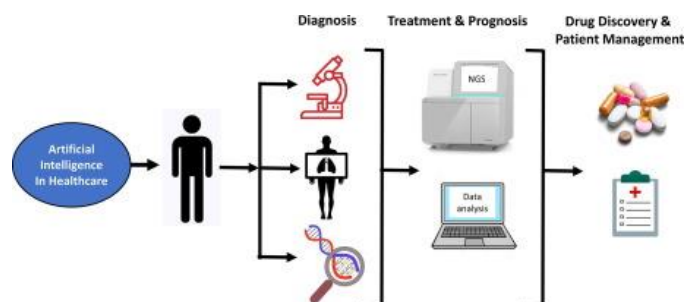 Diagnosis
Treatment & Prognosis
Drug Discovery &
Patient Management
NGS
Artificial
Intelligence
In Healthcare
Data
analysis